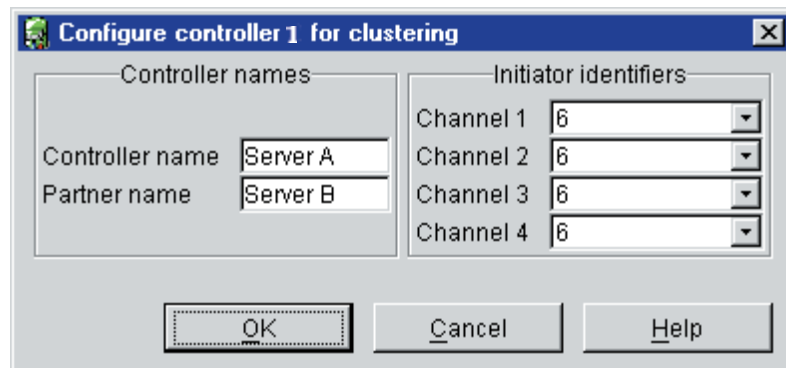 Configure controller 1 for clustering
Controller names
Controller name Server A
Partner name Server B
Initiator identifiers
Channel 1 6
Channel 2 6
Channel 3 6
Channel 4 6
OK Cancel Help